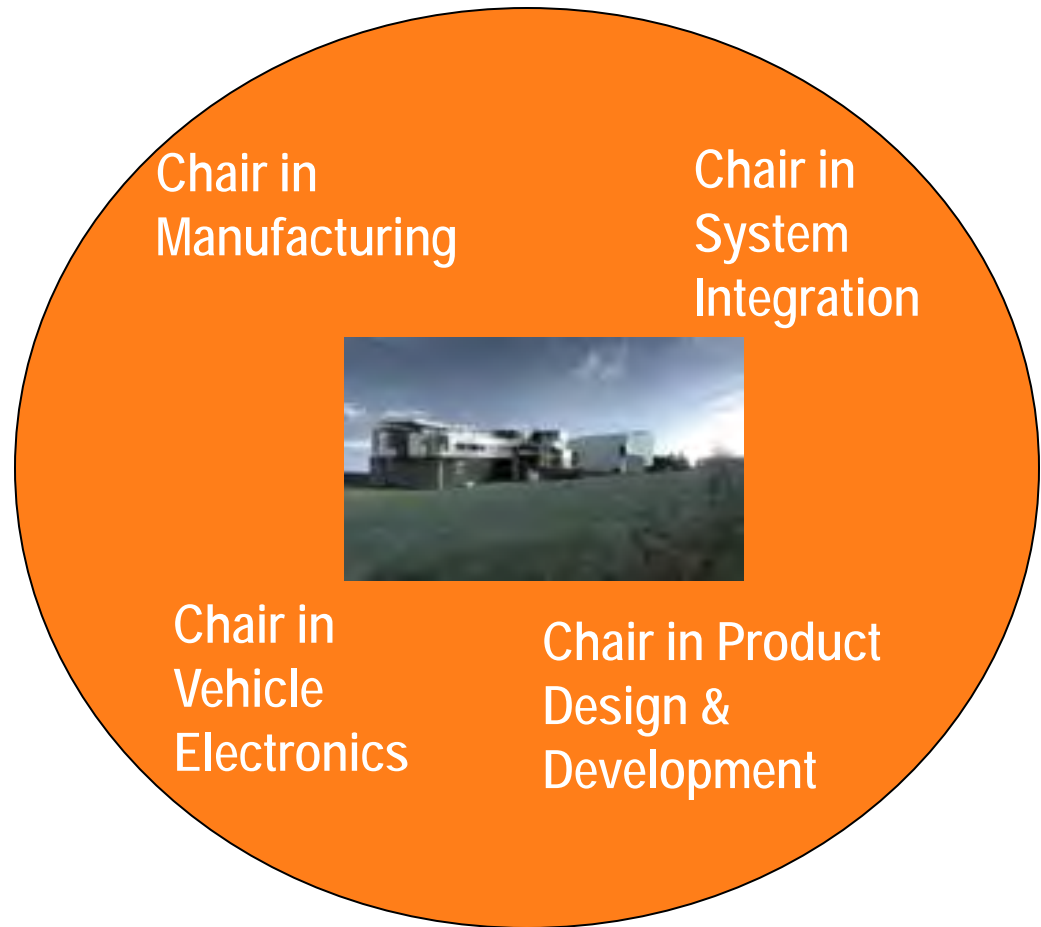 Chair in
Manufacturing
Chair in
System
Integration
Chair in
Vehicle
Electronics
Chair in Product
Design &
Development